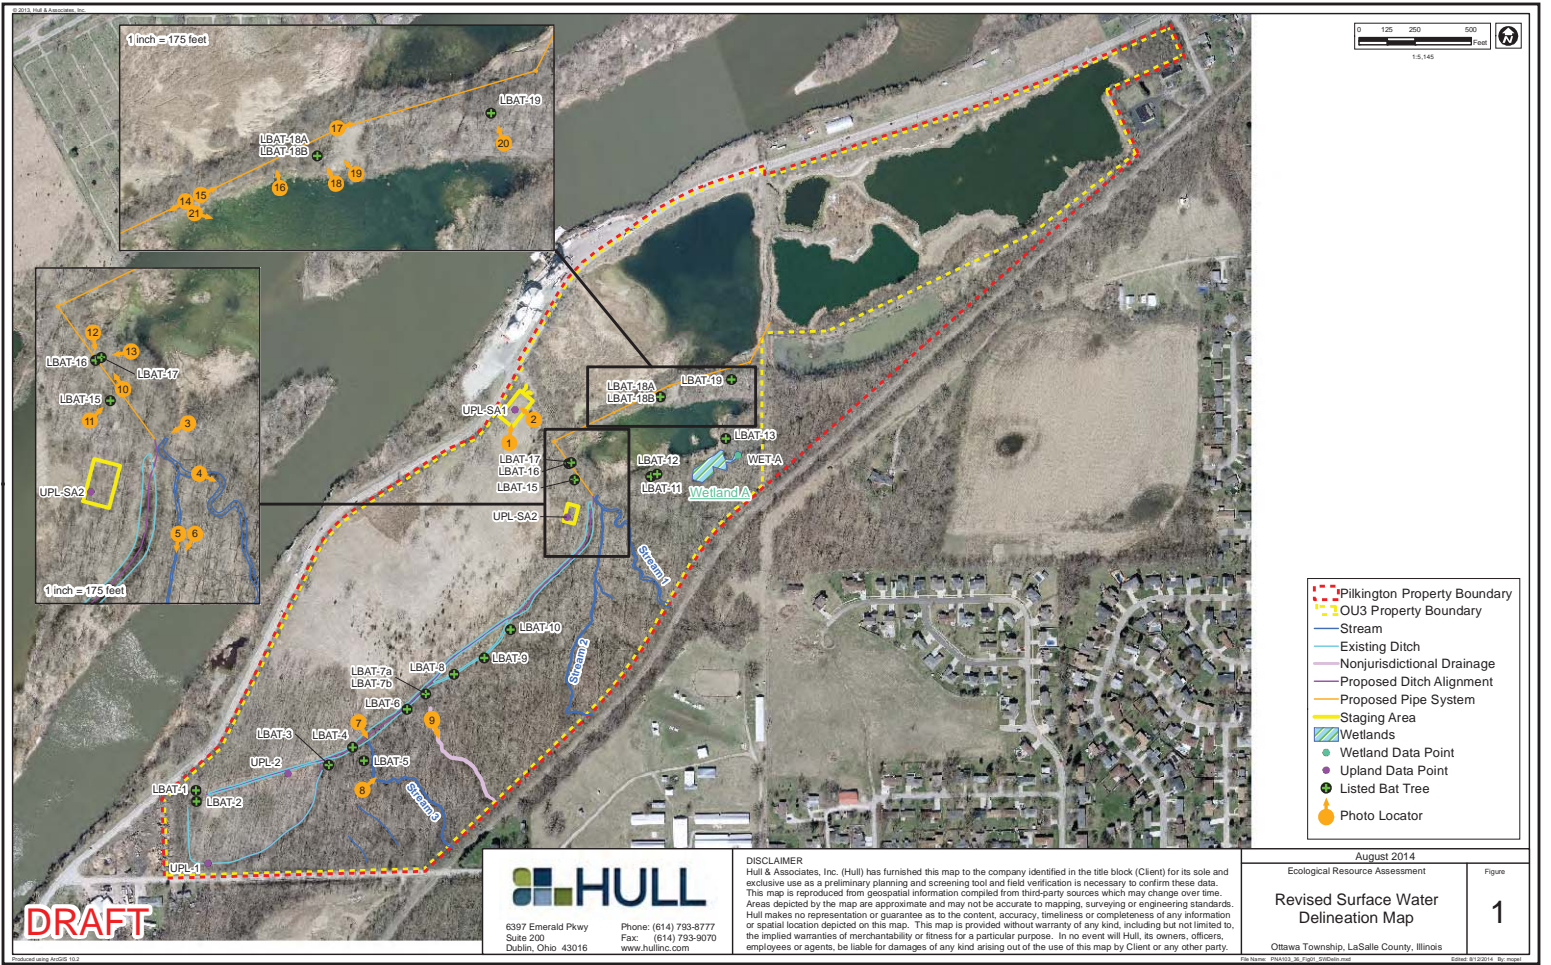 © 2013, Hull & Associates, Inc.
1 inch = 175 feet
LBAT-19
17
LBAT-18A
LBAT-18B
20
19
18
16
15
14
21
0 125 250 500
Feet
N
1:5,145
12
LBAT-16
13
LBAT-17
10
LBAT-15
11
3
4
UPL-SA2
5
6
1 inch = 175 feet
LBAT-18A
LBAT-18B
LBAT-19
UPL-SA1
2
1
LBAT-13
LBAT-17
LBAT-16
LBAT-15
LBAT-12
LBAT-11
WET-A
Wetland A
UPL-SA2
Stream 1
Stream 2
LBAT-10
LBAT-9
LBAT-8
LBAT-7a
LBAT-7b
LBAT-6
9
7
LBAT-4
LBAT-3
UPL-2
LBAT-5
8
Stream 3
LBAT-1
LBAT-2
UPL-1
Pilkington Property Boundary
OU3 Property Boundary
Stream
Existing Ditch
Nonjurisdictional Drainage
Proposed Ditch Alignment
Proposed Pipe System
Staging Area
Wetlands
Wetland Data Point
Upland Data Point
Listed Bat Tree
Photo Locator
DRAFT
HULL
6397 Emerald Pkwy
Suite 200
Dublin, Ohio 43016
Phone: (614) 793-8777
Fax: (614) 793-9070
www.hullinc.com
DISCLAIMER
Hull & Associates, Inc. (Hull) has furnished this map to the company identified in the title block (Client) for its sole and
exclusive use as a preliminary planning and screening tool and field verification is necessary to confirm these data.
This map is reproduced from geospatial information compiled from third-party sources which may change over time.
Areas depicted by the map are approximate and may not be accurate to mapping, surveying or engineering standards.
Hull makes no representation or guarantee as to the content, accuracy, timeliness or completeness of any information
or spatial location depicted on this map. This map is provided without warranty of any kind, including but not limited to,
the implied warranties of merchantability or fitness for a particular purpose. In no event will Hull, its owners, officers,
employees or agents, be liable for damages of any kind arising out of the use of this map by Client or any other party.
August 2014
Ecological Resource Assessment
Revised Surface Water
Delineation Map
Ottawa Township, LaSalle County, Illinois
Figure
1
Produced using ArcGIS 10.2
File Name: PNA103_36_Fig01_SWDelin.mxd
Edited: 8/12/2014 By: mopel